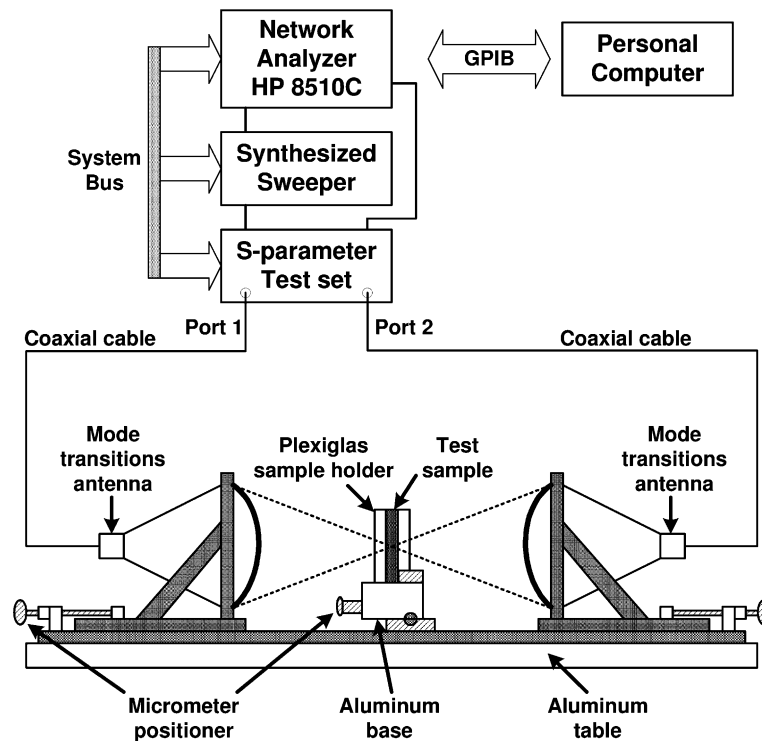 Network
Analyzer
HP 8510C
GPIB
Personal
Computer
System
Bus
Synthesized
Sweeper
S-parameter
Test set
Port 1
Port 2
Coaxial cable
Coaxial cable
Mode
transitions
antenna
Plexiglas
sample holder
Test
sample
Mode
transitions
antenna
Micrometer
positioner
Aluminum
base
Aluminum
table